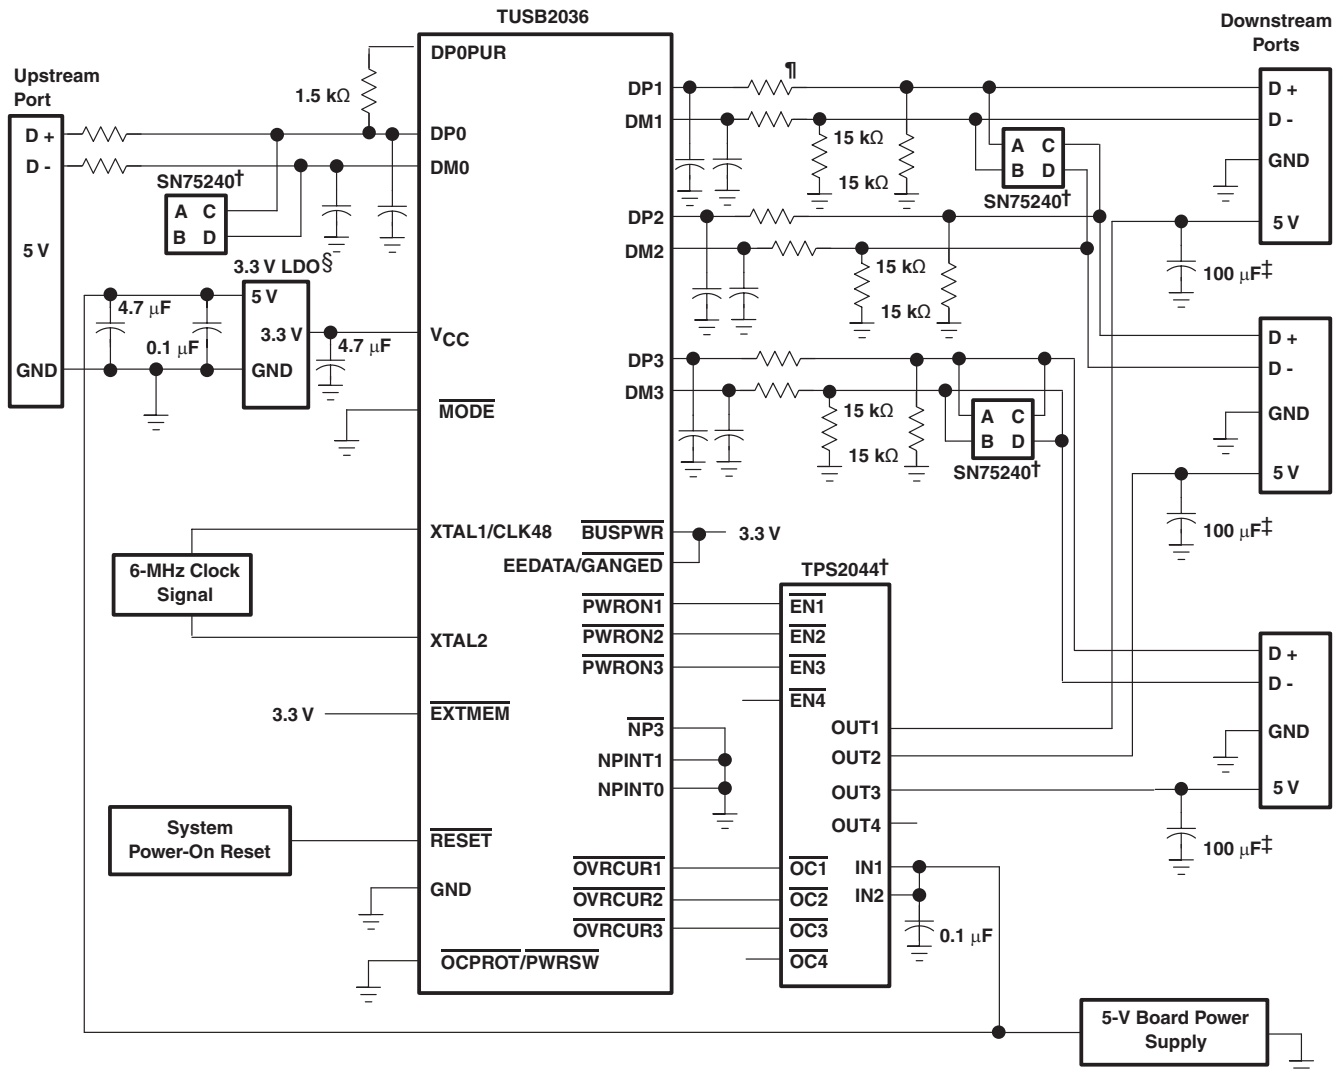 TUSB2036
Downstream
Ports
Upstream
Port
D +
D -
5 V
GND
1.5 kΩ
SN75240†
A C
B D
3.3 V LDO§
5 V
3.3 V
GND
4.7 μF
0.1 μF
4.7 μF
DP0PUR
DP0
DM0
VCC
MODE
XTAL1/CLK48
6-MHz Clock
Signal
XTAL2
3.3 V
EXTMEM
System
Power-On Reset
RESET
GND
OCPROT/PWRSW
DP1
DM1
DP2
DM2
DP3
DM3
BUSPWR
3.3 V
EEDATA/GANGED
PWRON1
PWRON2
PWRON3
NP3
NPINT1
NPINT0
OVRCUR1
OVRCUR2
OVRCUR3
¶
15 kΩ
15 kΩ
A C
B D
SN75240†
15 kΩ
15 kΩ
15 kΩ
15 kΩ
A C
B D
SN75240†
TPS2044†
EN1
EN2
EN3
EN4
OUT1
OUT2
OUT3
OUT4
OC1
IN1
OC2
IN2
OC3
OC4
0.1 μF
D +
D -
GND
5 V
100 μF‡
D +
D -
GND
5 V
100 μF‡
D +
D -
GND
5 V
100 μF‡
5-V Board Power
Supply